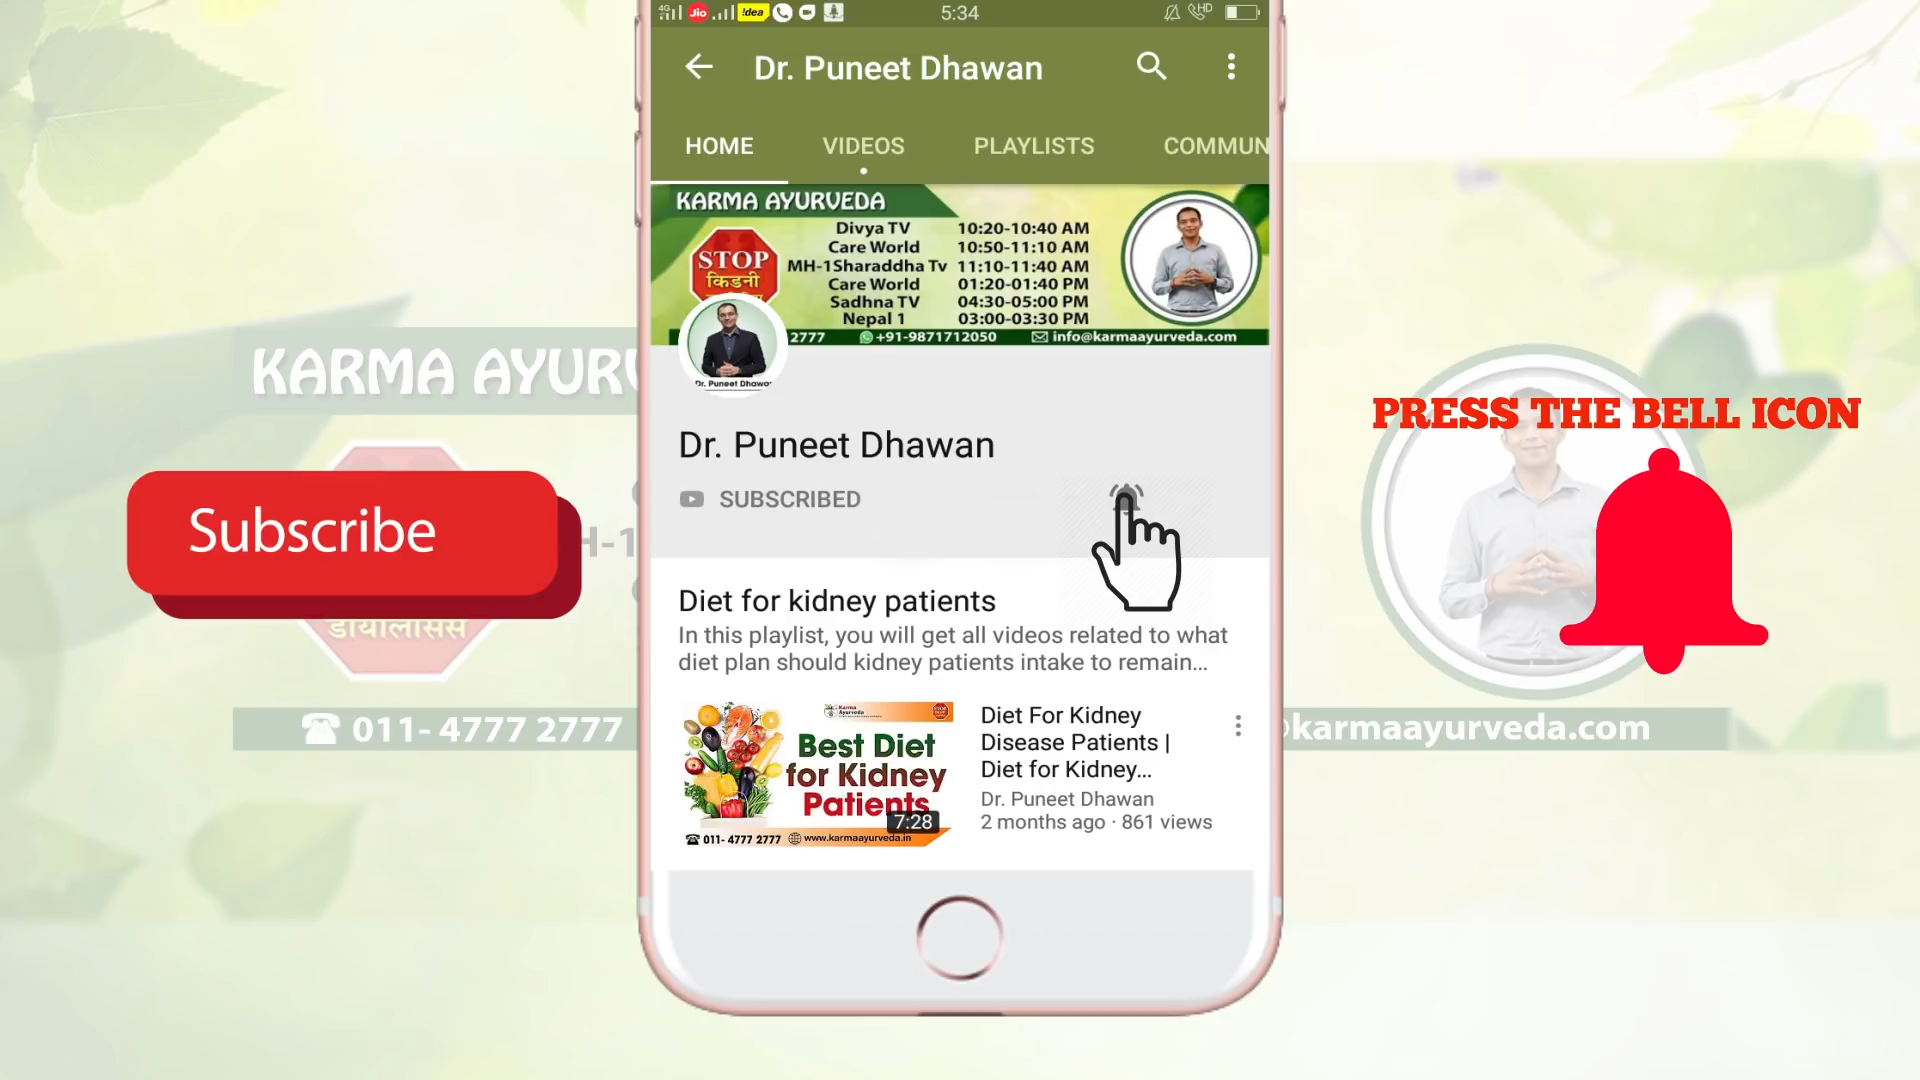 4G Jio !dea 5:34 HD
Dr. Puneet Dhawan
HOME VIDEOS PLAYLISTS COMMUN
KARMA AYURVEDA
Divya TV 10:20-10:40 AM
Care World 10:50-11:10 AM
MH-1Sharaddha Tv 11:10-11:40 AM
Care World 01:20-01:40 PM
Sadhna TV 04:30-05:00 PM
Nepal 1 03:00-03:30 PM
STOP
किडनी
2777 +91-9871712050 info@karmaayurveda.com
Dr. Puneet Dhawan
Dr. Puneet Dhawan
SUBSCRIBED
Diet for kidney patients
In this playlist, you will get all videos related to what
diet plan should kidney patients intake to remain...
Karma
Ayurveda
Best Diet
for Kidney
Patients
7:28
011- 4777 2777 www.karmaayurveda.in
Diet For Kidney
Disease Patients |
Diet for Kidney...
Dr. Puneet Dhawan
2 months ago · 861 views
KARMA AYUR
Subscribe
H-1
डायालिसिस
011- 4777 2777
PRESS THE BELL ICON
karmaayurveda.com